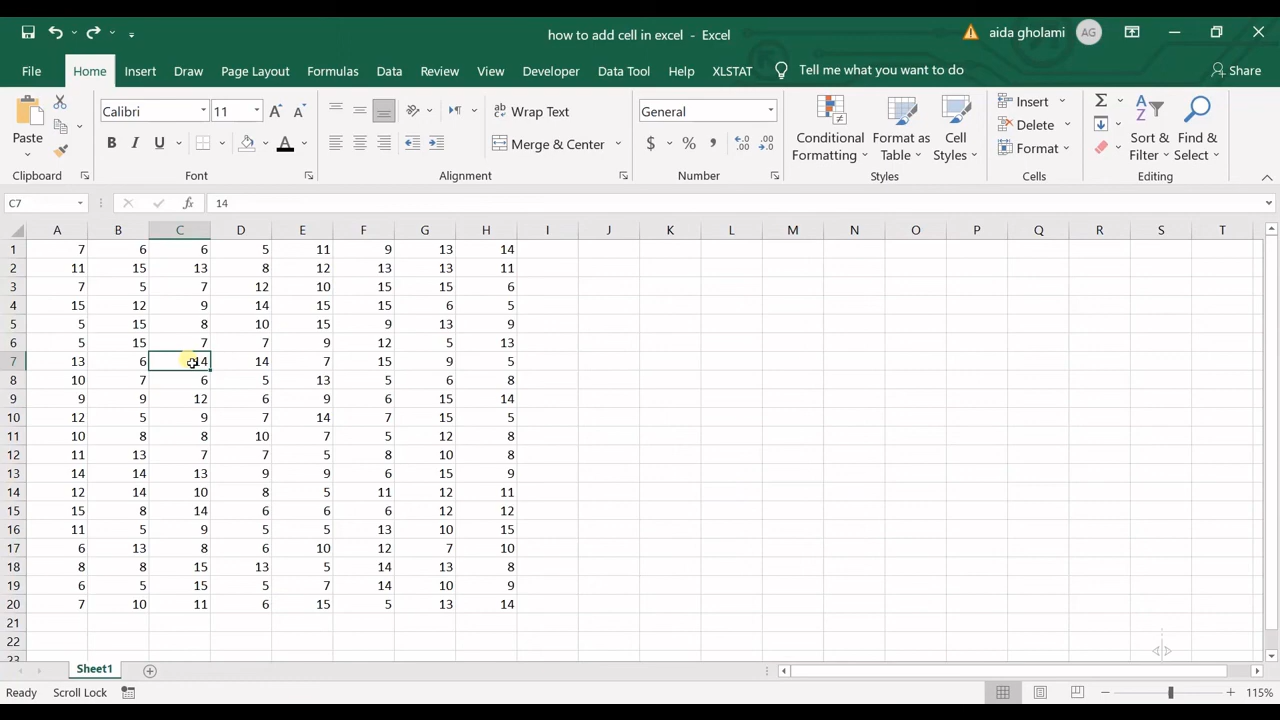 how to add cell in excel - Excel
aida gholami AG
File Home Insert Draw Page Layout Formulas Data Review View Developer Data Tool Help XLSTAT Tell me what you want to do Share
Paste Calibri 11 A A Wrap Text General Conditional Formatting Format as Table Cell Styles Insert Σ Sort & Filter Find & Select
B I U A Merge & Center $ % , Delete
Format
Clipboard Font Alignment Number Styles Cells Editing
C7 fx 14
A B C D E F G H I J K L M N O P Q R S T
1 7 6 6 5 11 9 13 14
2 11 15 13 8 12 13 13 11
3 7 5 7 12 10 15 15 6
4 15 12 9 14 15 15 6 5
5 5 15 8 10 15 9 13 9
6 5 15 7 7 9 12 5 13
7 13 6 14 14 7 15 9 5
8 10 7 6 5 13 5 6 8
9 9 9 12 6 9 6 15 14
10 12 5 9 7 14 7 15 5
11 10 8 8 10 7 5 12 8
12 11 13 7 7 5 8 10 8
13 14 14 13 9 9 6 15 9
14 12 14 10 8 5 11 12 11
15 15 8 14 6 6 6 12 12
16 11 5 9 5 5 13 10 15
17 6 13 8 6 10 12 7 10
18 8 8 15 13 5 14 13 8
19 6 5 15 5 7 14 10 9
20 7 10 11 6 15 5 13 14
21
22
23
Sheet1
Ready Scroll Lock 115%